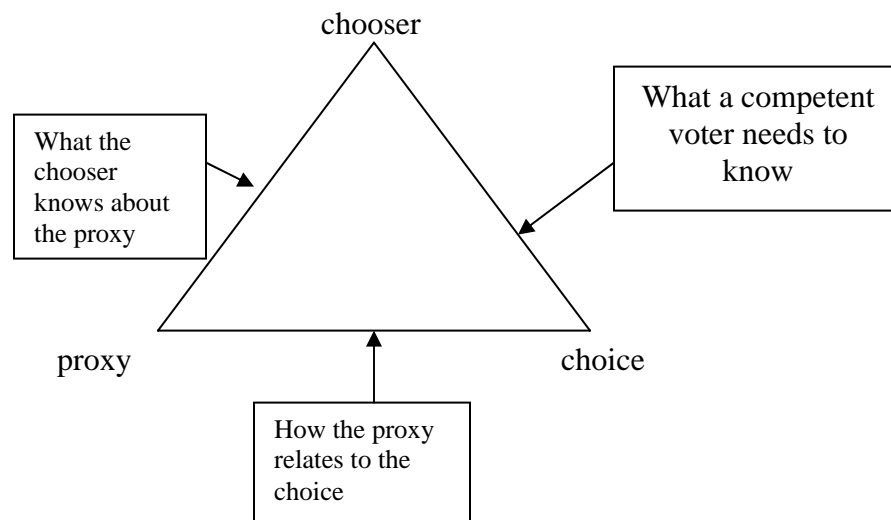 chooser
What a competent
voter needs to
know
What the
chooser
knows about
the proxy
proxy
choice
How the proxy
relates to the
choice